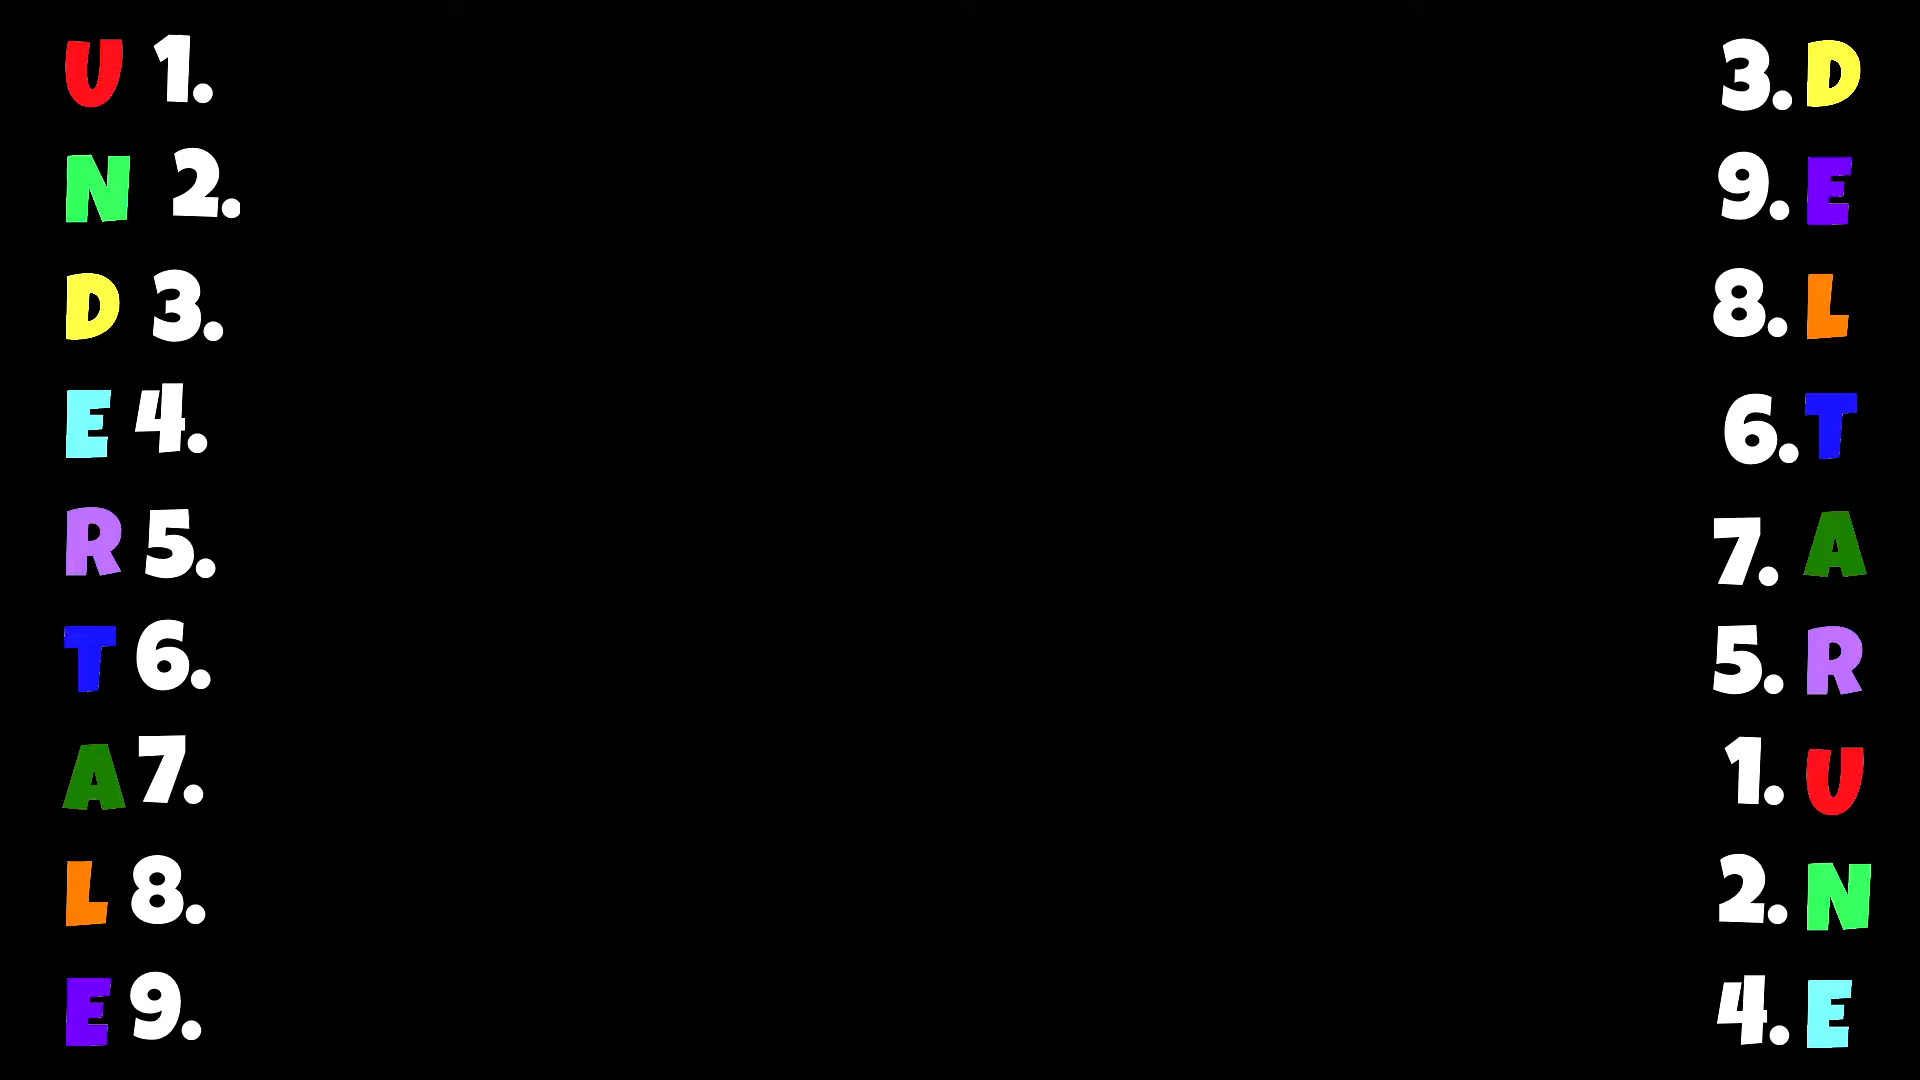 U 1. 3. D
N 2. 9. E
D 3. 8. L
E 4. 6. T
R 5. 7. A
T 6. 5. R
A 7. 1. U
L 8. 2. N
E 9. 4. E